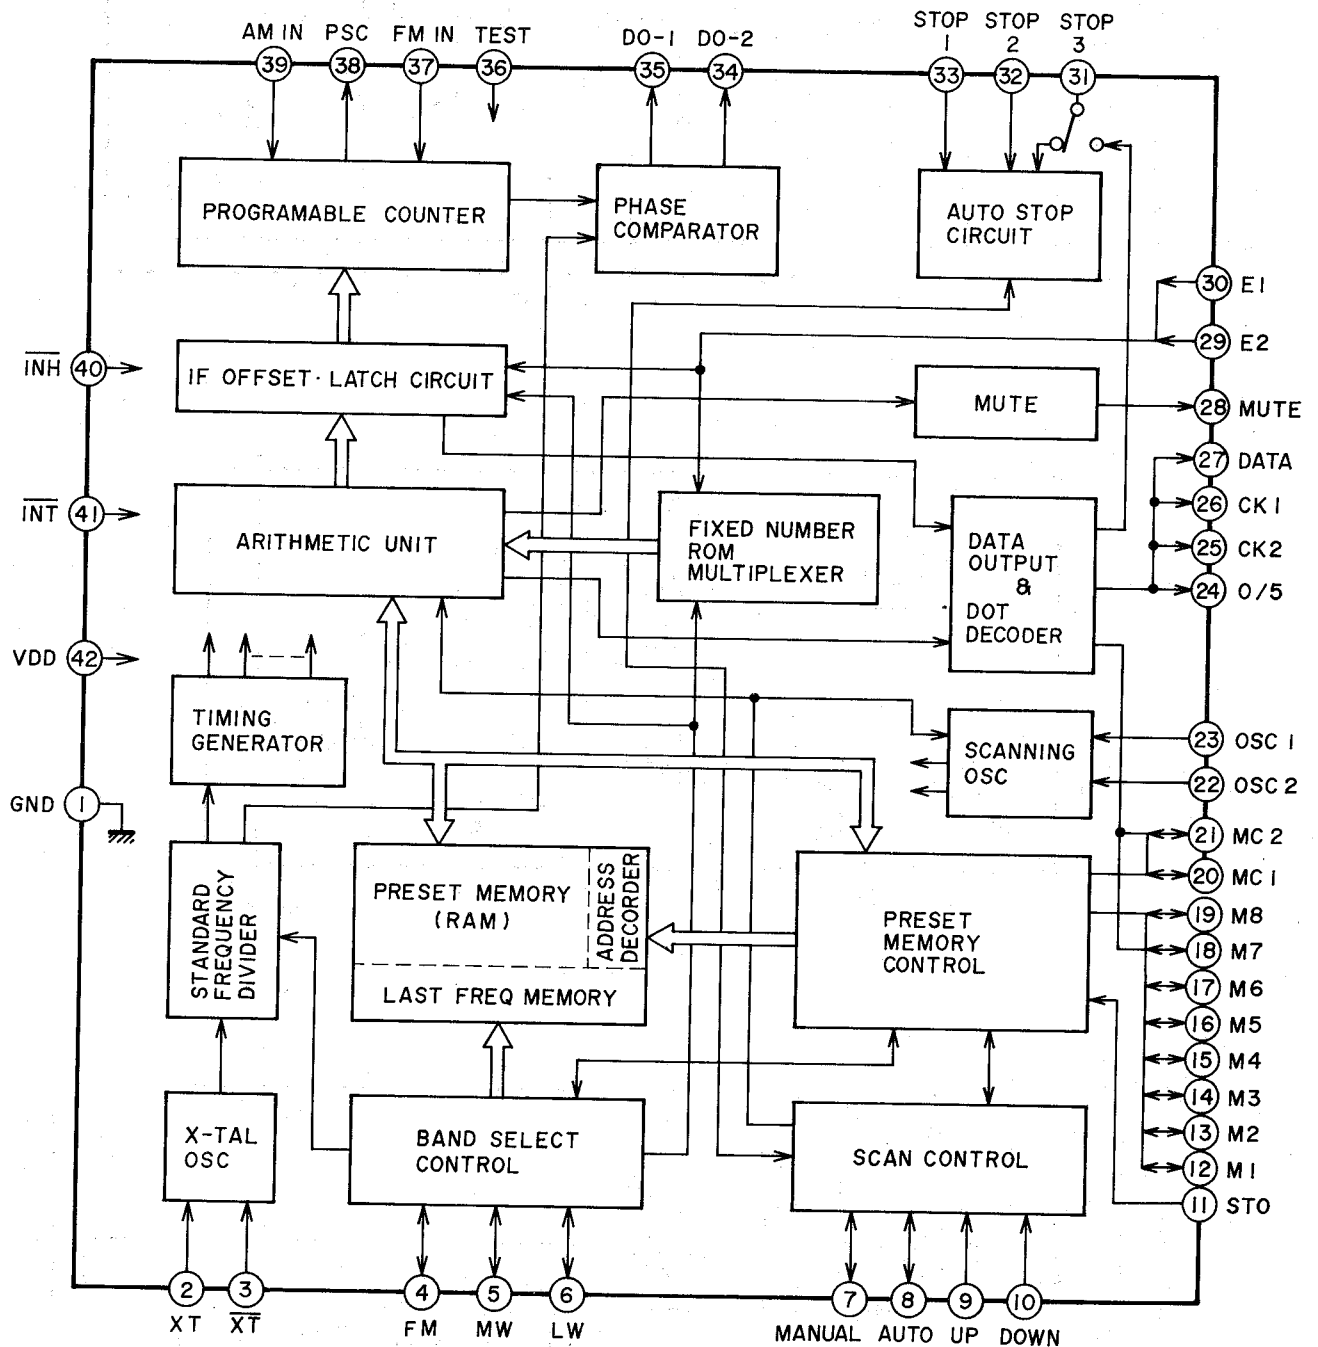 AM IN PSC FM IN TEST DO-1 DO-2 STOP 1 STOP 2 STOP 3
39 38 37 36 35 34 33 32 31
PROGRAMABLE COUNTER
PHASE
COMPARATOR
AUTO STOP
CIRCUIT
30 E1
29 E2
INH 40
IF OFFSET · LATCH CIRCUIT
MUTE
28 MUTE
27 DATA
26 CK1
25 CK2
24 O/5
INT 41
ARITHMETIC UNIT
FIXED NUMBER
ROM
MULTIPLEXER
DATA
OUTPUT
&
DOT
DECODER
VDD 42
TIMING
GENERATOR
SCANNING
OSC
23 OSC 1
22 OSC 2
GND 1
21 MC 2
20 MC 1
19 M8
18 M7
17 M6
16 M5
15 M4
14 M3
13 M2
12 M1
11 STO
STANDARD
FREQUENCY
DIVIDER
PRESET MEMORY
(RAM)
ADDRESS
DECORDER
LAST FREQ MEMORY
PRESET
MEMORY
CONTROL
X-TAL
OSC
BAND SELECT
CONTROL
SCAN CONTROL
2 3 4 5 6 7 8 9 10
XT XT FM MW LW MANUAL AUTO UP DOWN